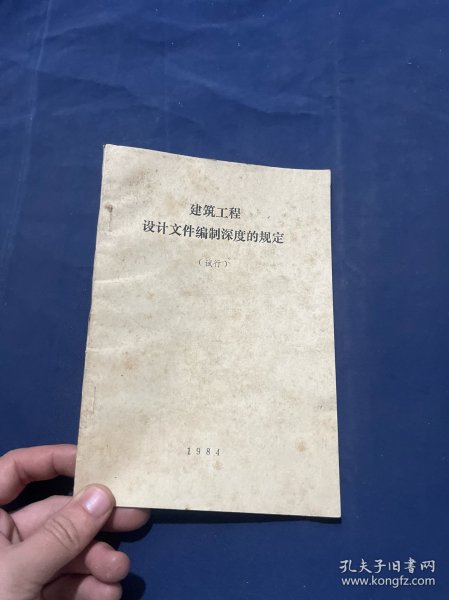 建筑工程
设计文件编制深度的规定
（试行）
1984
孔夫子旧书网
www.kongfz.com